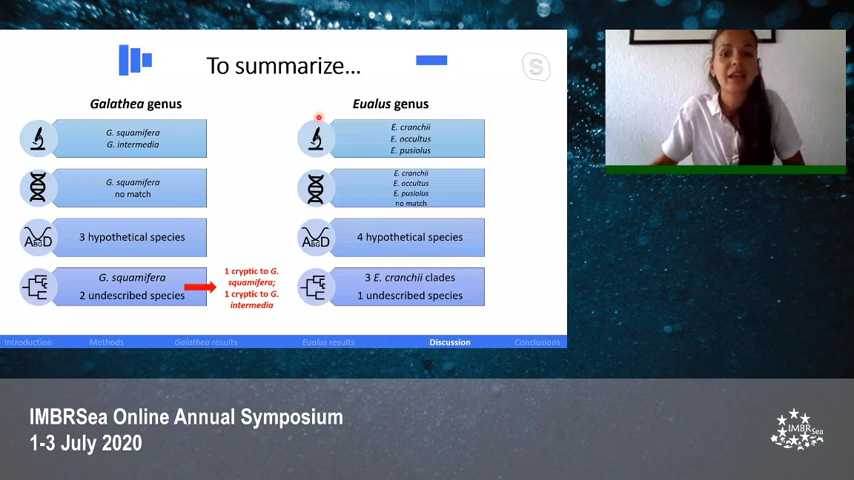 To summarize...
Galathea genus
G. squamifera
G. intermedia
G. squamifera
no match
ABGD
3 hypothetical species
G. squamifera
2 undescribed species
1 cryptic to G.
squamifera;
1 cryptic to G.
intermedia
Eualus genus
E. cranchii
E. occultus
E. pusiolus
E. cranchii
E. occultus
E. pusiolus
no match
ABGD
4 hypothetical species
3 E. cranchii clades
1 undescribed species
Introduction
Methods
Galathea results
Eualus results
Discussion
Conclusions
IMBRSea Online Annual Symposium
1-3 July 2020
IMBRSea